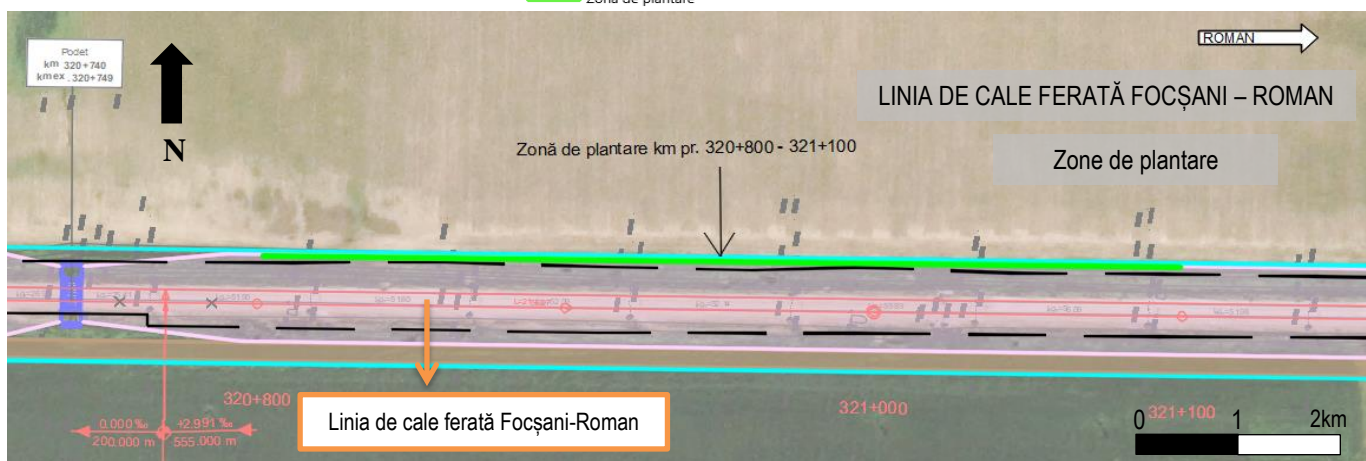 Zona de plantare
Podet
km 320+740
kmex. 320+749
N
ROMAN
LINIA DE CALE FERATĂ FOCȘANI – ROMAN
Zone de plantare
Zonă de plantare km pr. 320+800 - 321+100
320+800
321+000
321+100
0.000 ‰ +2.991 ‰
200.000 m 555.000 m
Linia de cale ferată Focșani-Roman
0 1 2km